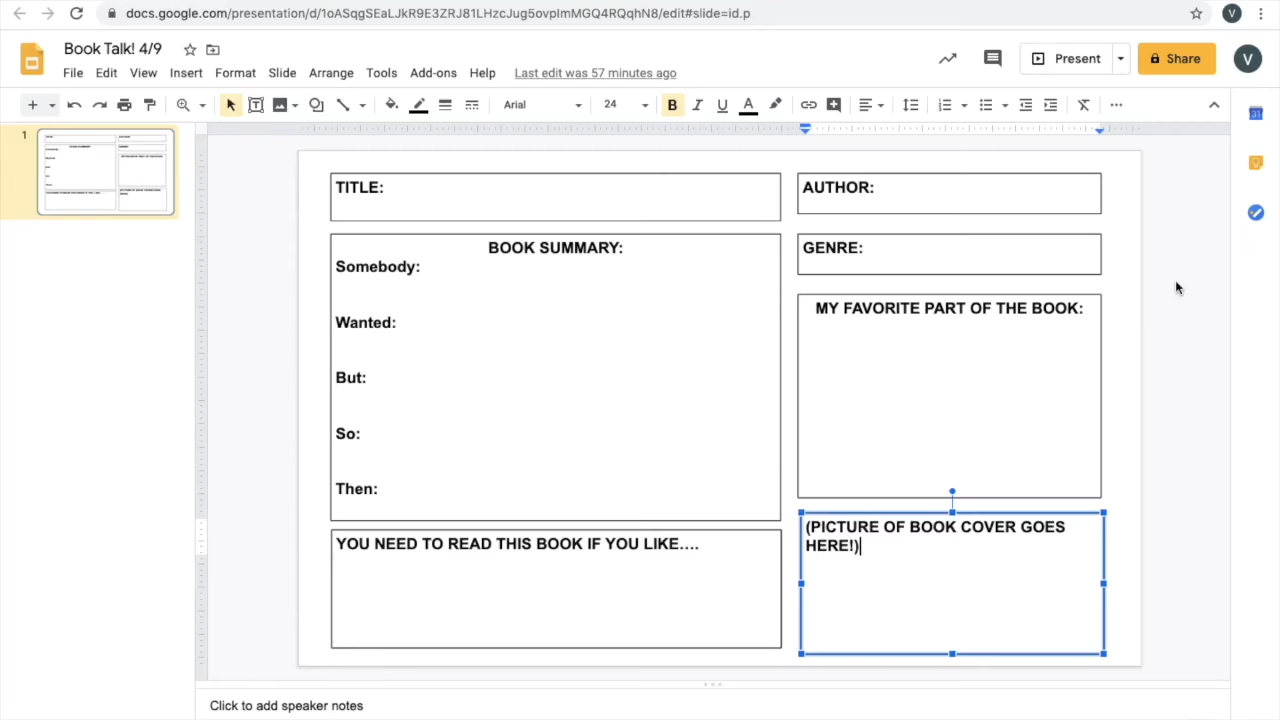 docs.google.com/presentation/d/1oASqgSEaLJkR9E3ZRJ81LHzcJug5ovpImMGQ4RQqhN8/edit#slide=id.p
V
Book Talk! 4/9
File Edit View Insert Format Slide Arrange Tools Add-ons Help Last edit was 57 minutes ago
Present
Share
V
Arial
24
B I U A
31
1
TITLE:
AUTHOR:
BOOK SUMMARY:
Somebody:
Wanted:
But:
So:
Then:
GENRE:
MY FAVORITE PART OF THE BOOK:
YOU NEED TO READ THIS BOOK IF YOU LIKE....
(PICTURE OF BOOK COVER GOES
HERE!)
Click to add speaker notes